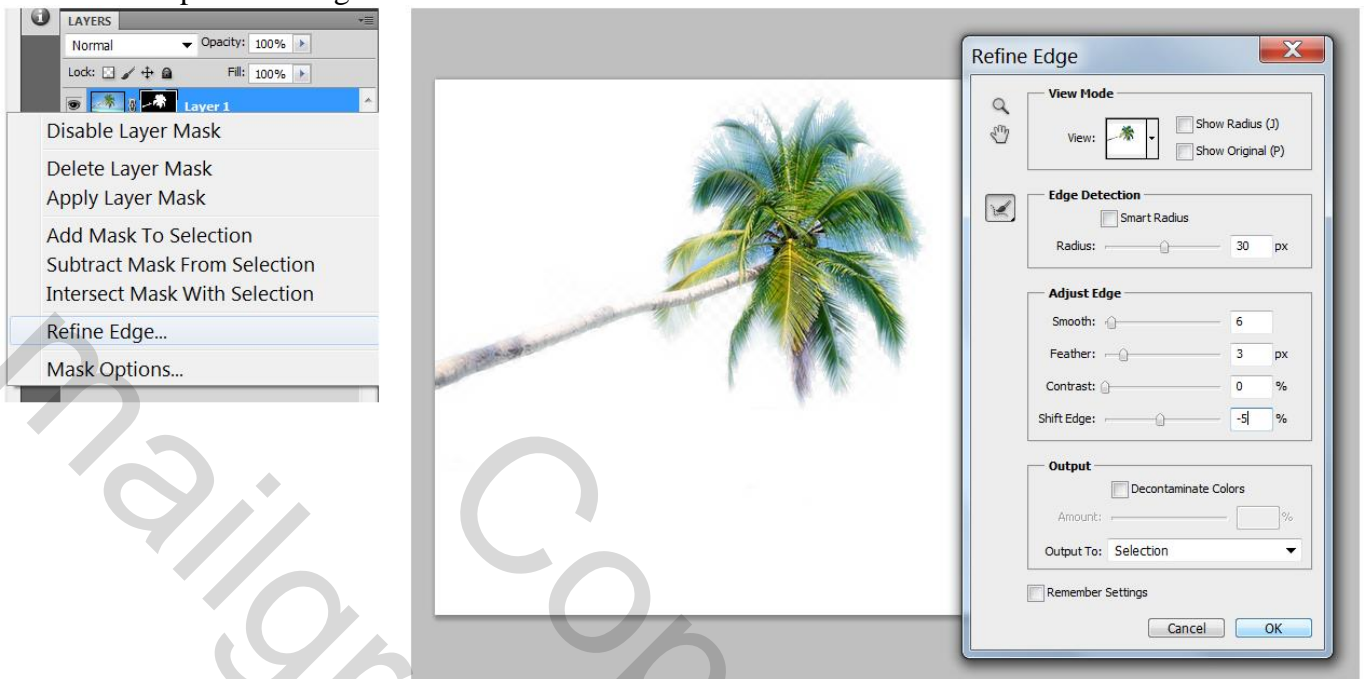 LAYERS
Normal Opacity: 100%
Lock: Fill: 100%
Layer 1
Disable Layer Mask
Delete Layer Mask
Apply Layer Mask
Add Mask To Selection
Subtract Mask From Selection
Intersect Mask With Selection
Refine Edge...
Mask Options...
Refine Edge
View Mode
View:
Show Radius (J)
Show Original (P)
Edge Detection
Smart Radius
Radius: 30 px
Adjust Edge
Smooth: 6
Feather: 3 px
Contrast: 0 %
Shift Edge: -5 %
Output
Decontaminate Colors
Amount: %
Output To: Selection
Remember Settings
Cancel OK